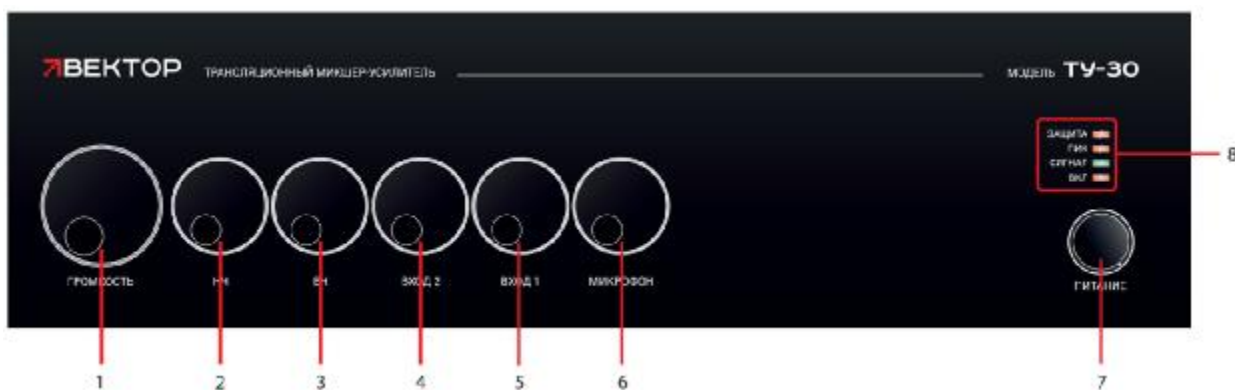 ВЕКТОР ТРАНСЛЯЦИОННЫЙ МИКШЕР-УСИЛИТЕЛЬ МОДЕЛЬ ТУ-30
ЗАЩИТА
ПИК
СИГНАЛ
ВКЛ
8
ГРОМКОСТЬ НЧ ВЧ ВХОД 2 ВХОД 1 МИКРОФОН ПИТАНИЕ
1 2 3 4 5 6 7